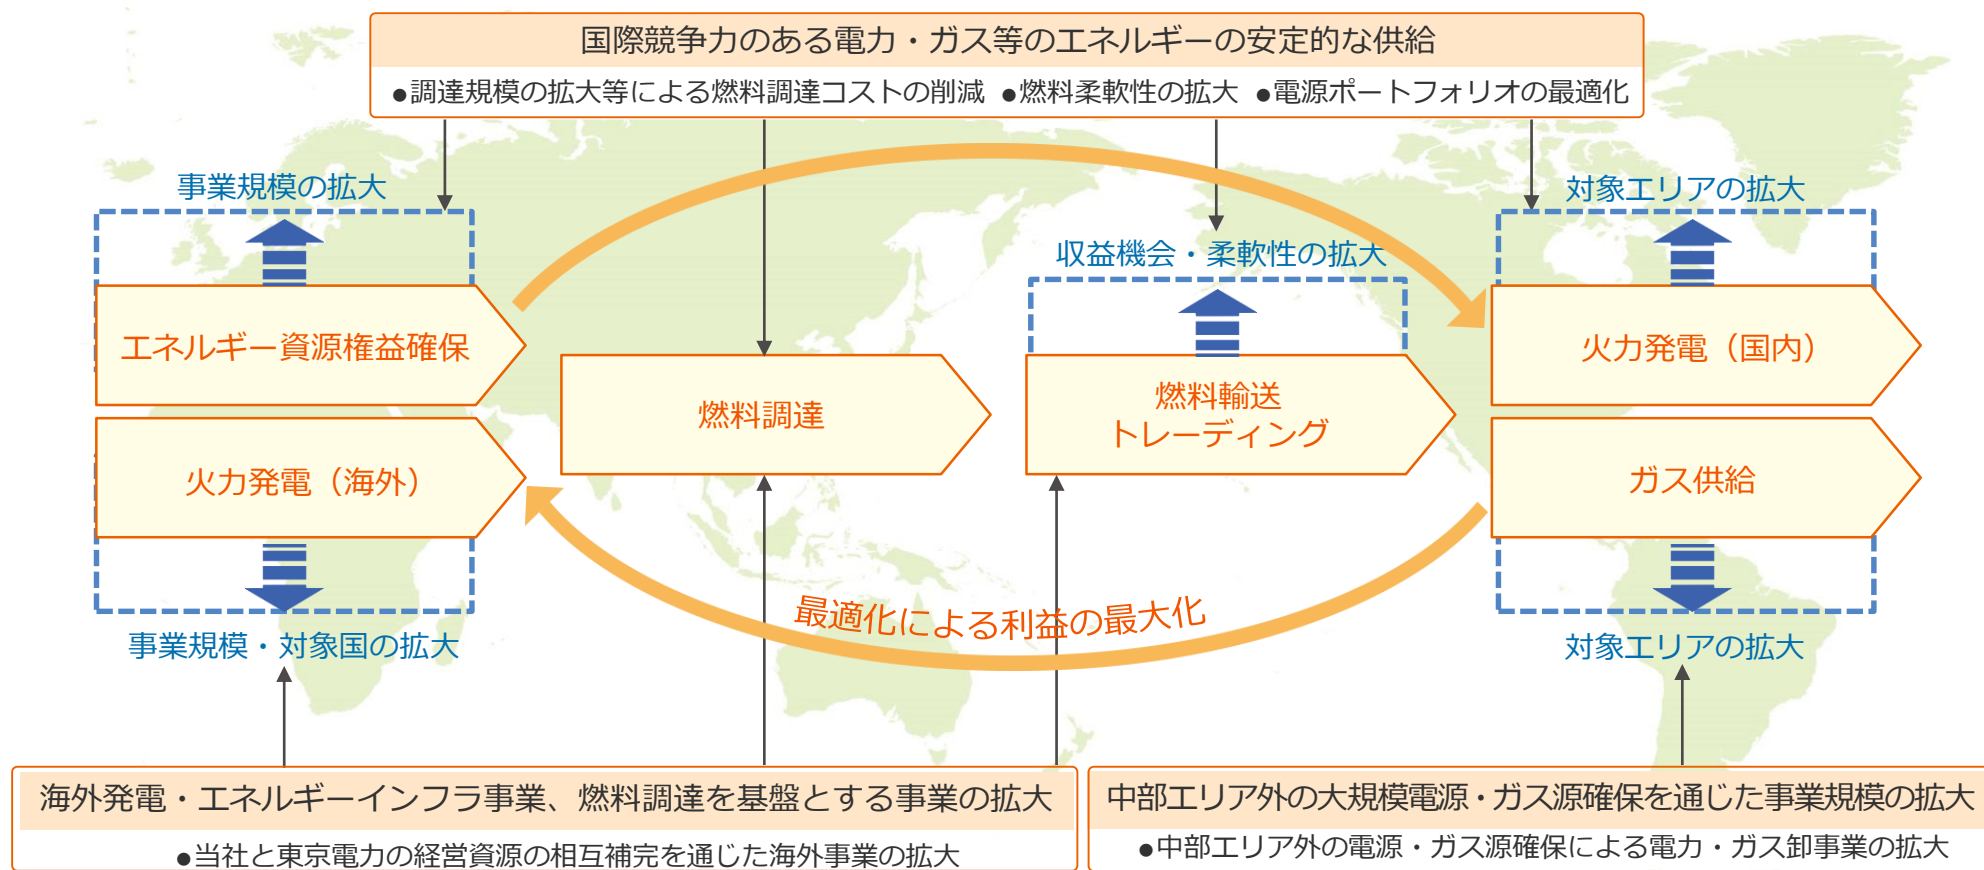 国際競争力のある電力・ガス等のエネルギーの安定的な供給
●調達規模の拡大等による燃料調達コストの削減 ●燃料柔軟性の拡大 ●電源ポートフォリオの最適化
事業規模の拡大
対象エリアの拡大
収益機会・柔軟性の拡大
エネルギー資源権益確保
火力発電（国内）
燃料調達
燃料輸送
トレーディング
火力発電（海外）
ガス供給
最適化による利益の最大化
事業規模・対象国の拡大
対象エリアの拡大
海外発電・エネルギーインフラ事業、燃料調達を基盤とする事業の拡大
●当社と東京電力の経営資源の相互補完を通じた海外事業の拡大
中部エリア外の大規模電源・ガス源確保を通じた事業規模の拡大
●中部エリア外の電源・ガス源確保による電力・ガス卸事業の拡大